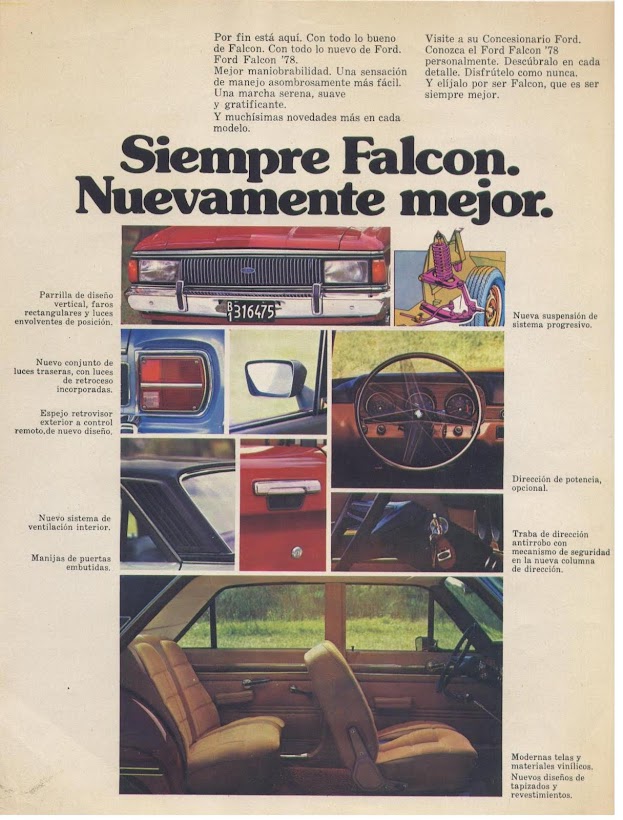 Por fin está aquí. Con todo lo bueno
de Falcon. Con todo lo nuevo de Ford.
Ford Falcon '78.
Mejor maniobrabilidad. Una sensación
de manejo asombrosamente más fácil.
Una marcha serena, suave
y gratificante.
Y muchísimas novedades más en cada
modelo.
Visite a su Concesionario Ford.
Conozca el Ford Falcon '78
personalmente. Descúbralo en cada
detalle. Disfrútelo como nunca.
Y elíjalo por ser Falcon, que es ser
siempre mejor.
Siempre Falcon.
Nuevamente mejor.
Parrilla de diseño
vertical, faros
rectangulares y luces
envolventes de posición.
316475
Nueva suspensión de
sistema progresivo.
Nuevo conjunto de
luces traseras, con luces
de retroceso
incorporadas.
Espejo retrovisor
exterior a control
remoto, de nuevo diseño.
Dirección de potencia,
opcional.
Nuevo sistema de
ventilación interior.
Manijas de puertas
embutidas.
Traba de dirección
antirrobo con
mecanismo de seguridad
en la nueva columna
de dirección.
Modernas telas y
materiales vinílicos.
Nuevos diseños de
tapizados y
revestimientos.